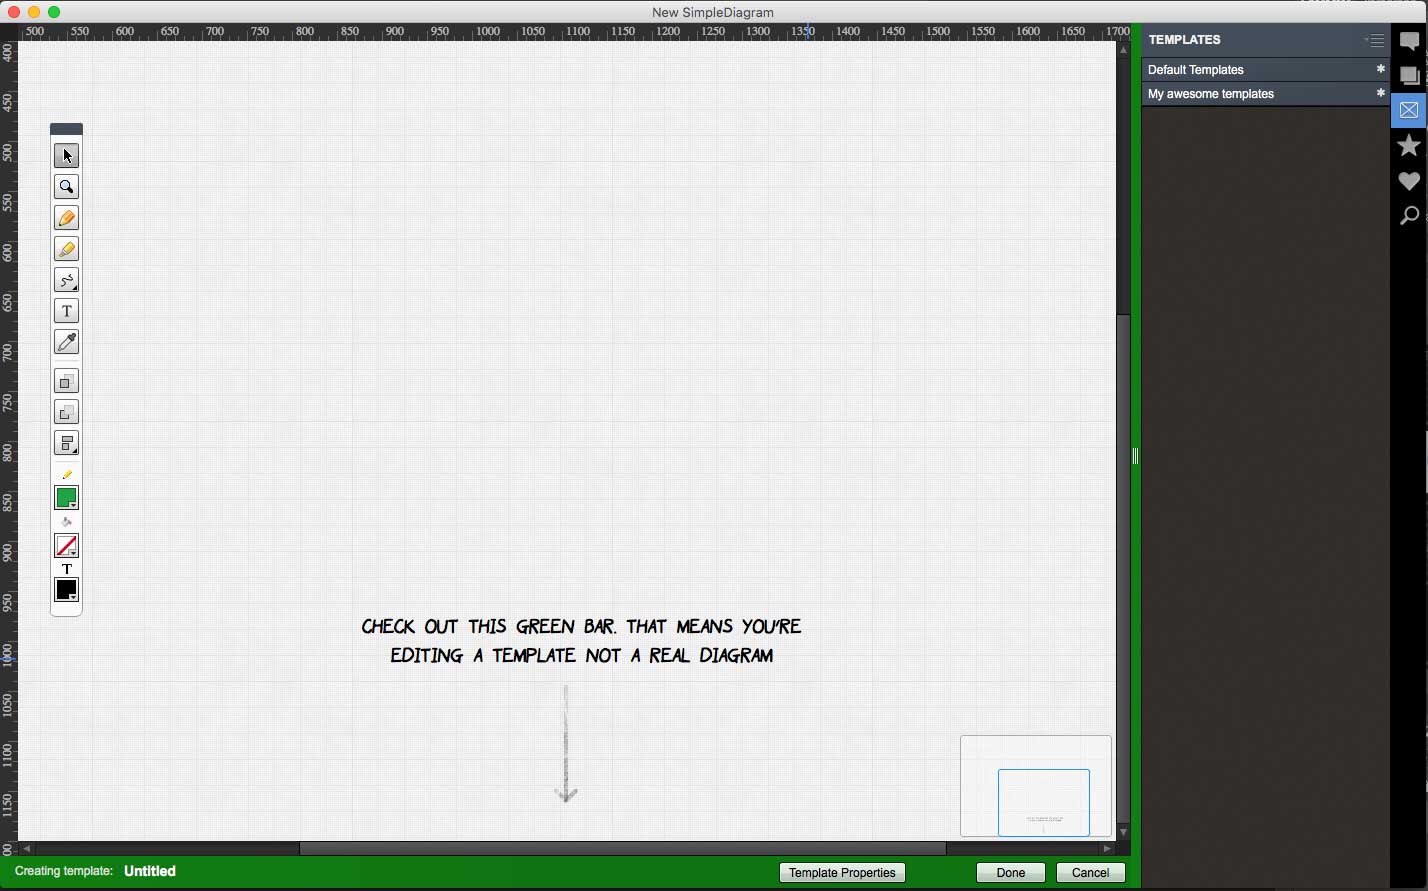 New SimpleDiagram
500 550 600 650 700 750 800 850 900 950 1000 1050 1100 1150 1200 1250 1300 1350 1400 1450 1500 1550 1600 1650 1700
TEMPLATES
Default Templates
My awesome templates
400
450
500
550
600
650
700
750
800
850
900
950
1000
1050
1100
1150
00
T
T
CHECK OUT THIS GREEN BAR. THAT MEANS YOU'RE
EDITING A TEMPLATE NOT A REAL DIAGRAM
Creating template: Untitled
Template Properties
Done
Cancel